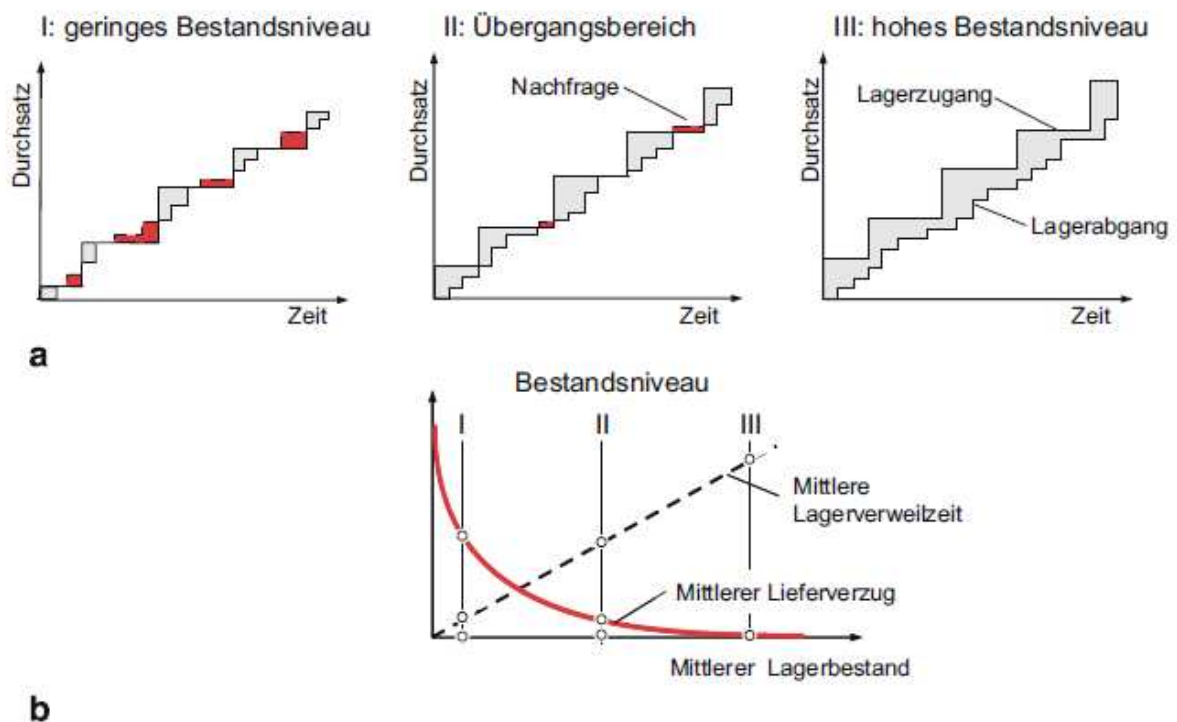 I: geringes Bestandsniveau
II: Übergangsbereich
III: hohes Bestandsniveau
Durchsatz
Zeit
Durchsatz
Nachfrage
Zeit
Durchsatz
Lagerzugang
Lagerabgang
Zeit
a
Bestandsniveau
I
II
III
Mittlere
Lagerverweilzeit
Mittlerer Lieferverzug
Mittlerer Lagerbestand
b